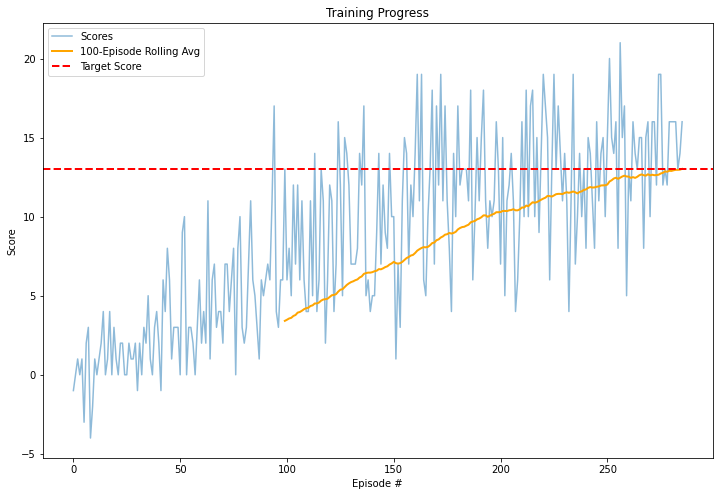 Training Progress
Scores
100-Episode Rolling Avg
Target Score
Score
20
15
10
5
0
−5
0
50
100
150
200
250
Episode #